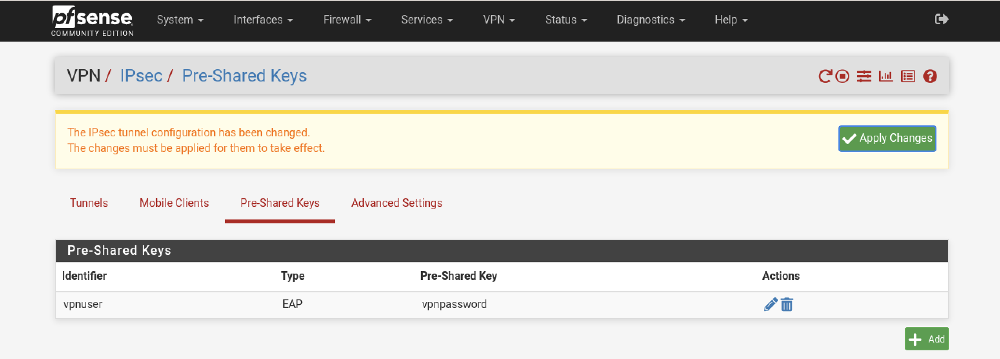 pfsense
COMMUNITY EDITION
System Interfaces Firewall Services VPN Status Diagnostics Help
VPN / IPsec / Pre-Shared Keys
The IPsec tunnel configuration has been changed.
The changes must be applied for them to take effect.
Apply Changes
Tunnels Mobile Clients Pre-Shared Keys Advanced Settings
Pre-Shared Keys
Identifier Type Pre-Shared Key Actions
vpnuser EAP vpnpassword
Add